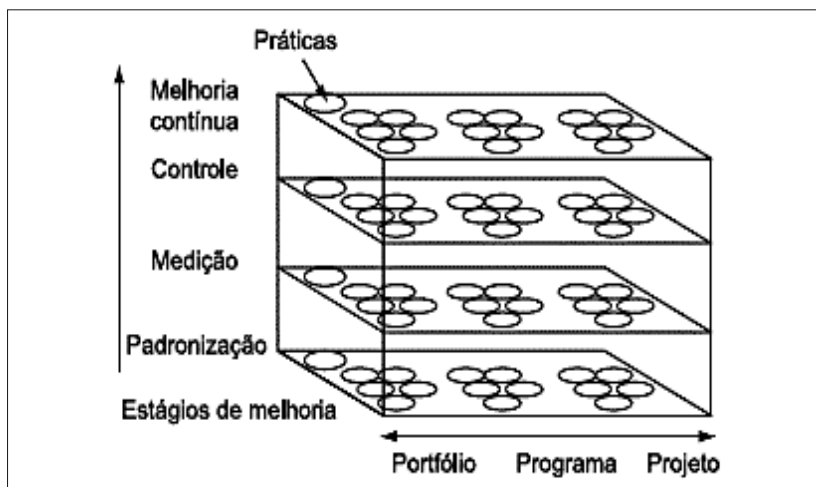 Práticas
Melhoria
contínua
Controle
Medição
Padronização
Estágios de melhoria
Portfólio Programa Projeto